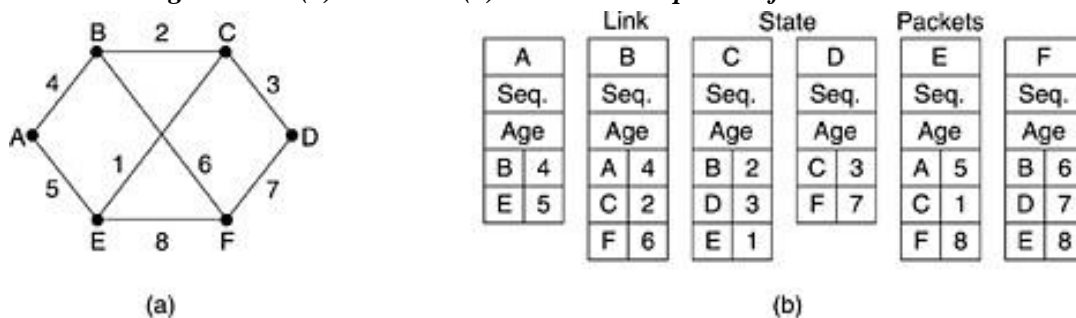 (a) (b)
B 2 C
4 3
A D
1 6
5 7
E 8 F
(a)
Link State Packets
A B C D E F
Seq. Seq. Seq. Seq. Seq. Seq.
Age Age Age Age Age Age
B 4 A 4 B 2 C 3 A 5 B 6
E 5 C 2 D 3 F 7 C 1 D 7
F 6 E 1 F 8 E 8
(b)